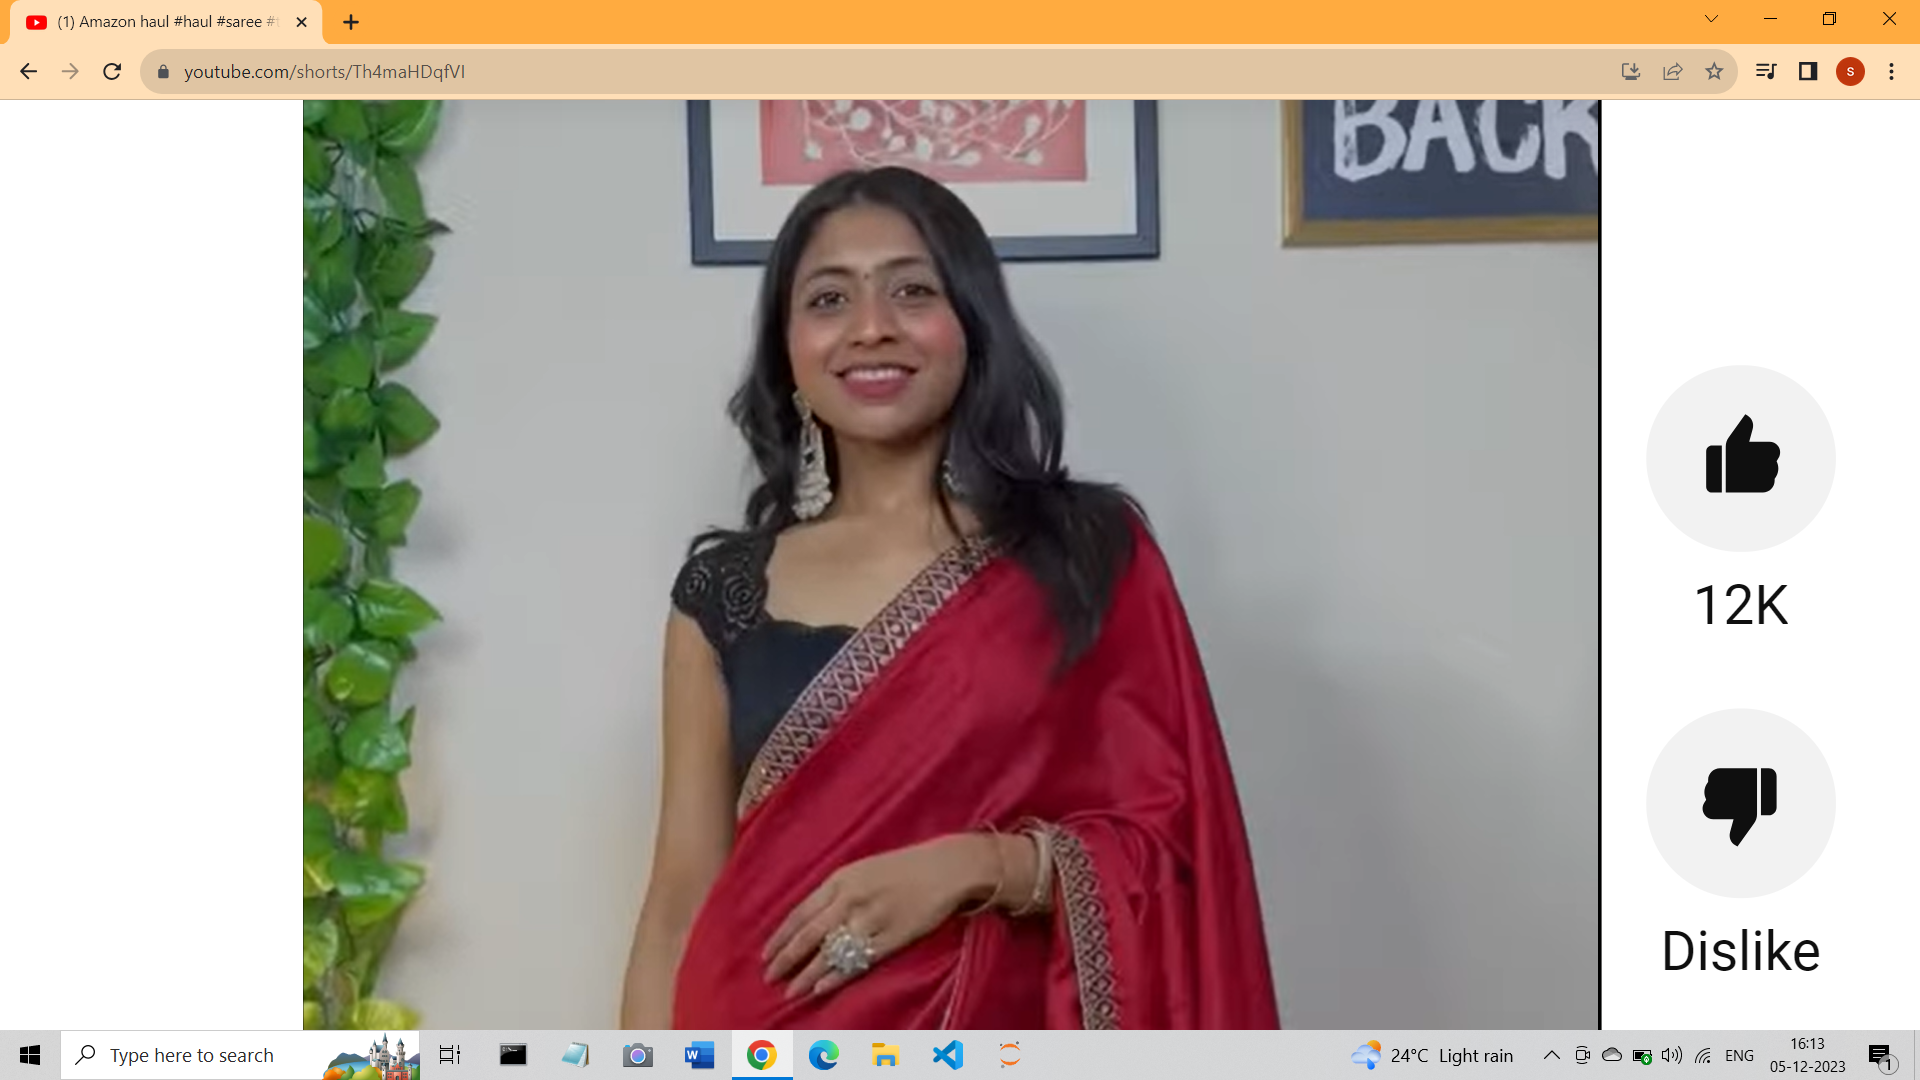 (1) Amazon haul #haul #saree #
youtube.com/shorts/Th4maHDqfVI
S
BACK
12K
Dislike
Type here to search
24°C Light rain
ENG
16:13
05-12-2023
1